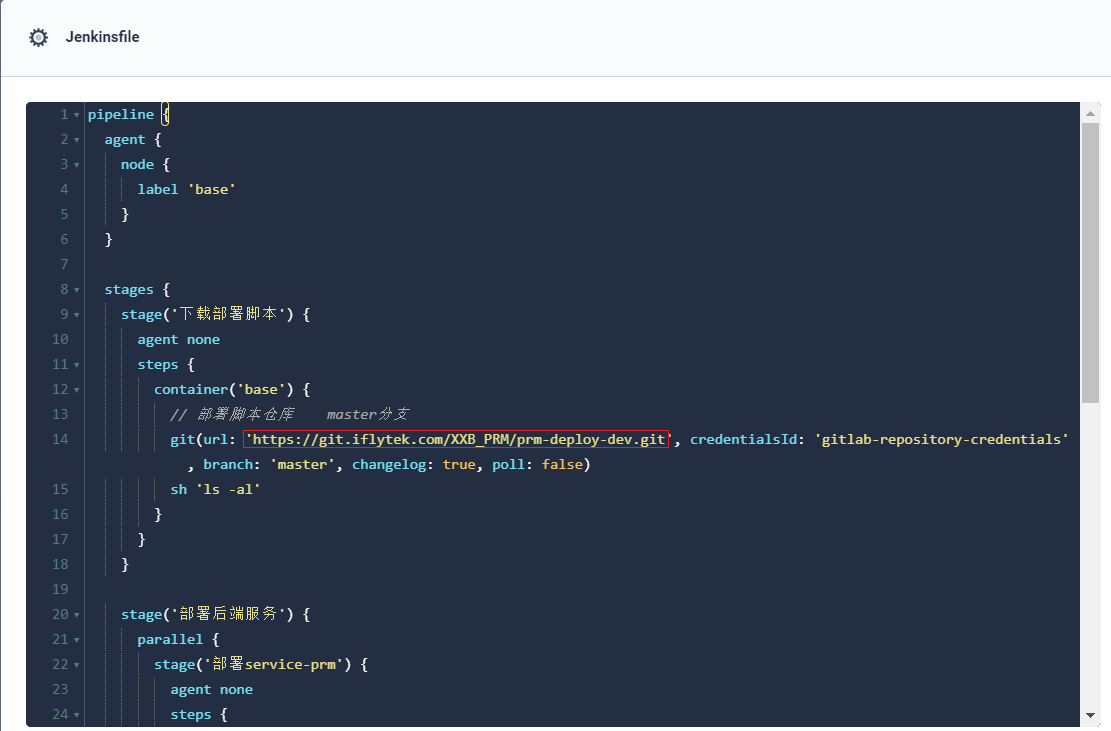 Jenkinsfile
1 pipeline {
2 agent {
3 node {
4 label 'base'
5 }
6 }
7
8 stages {
9 stage('下载部署脚本') {
10 agent none
11 steps {
12 container('base') {
13 // 部署脚本仓库 master分支
14 git(url: 'https://git.iflytek.com/XXB_PRM/prm-deploy-dev.git', credentialsId: 'gitlab-repository-credentials'
, branch: 'master', changelog: true, poll: false)
15 sh 'ls -al'
16 }
17 }
18 }
19
20 stage('部署后端服务') {
21 parallel {
22 stage('部署service-prm') {
23 agent none
24 steps {